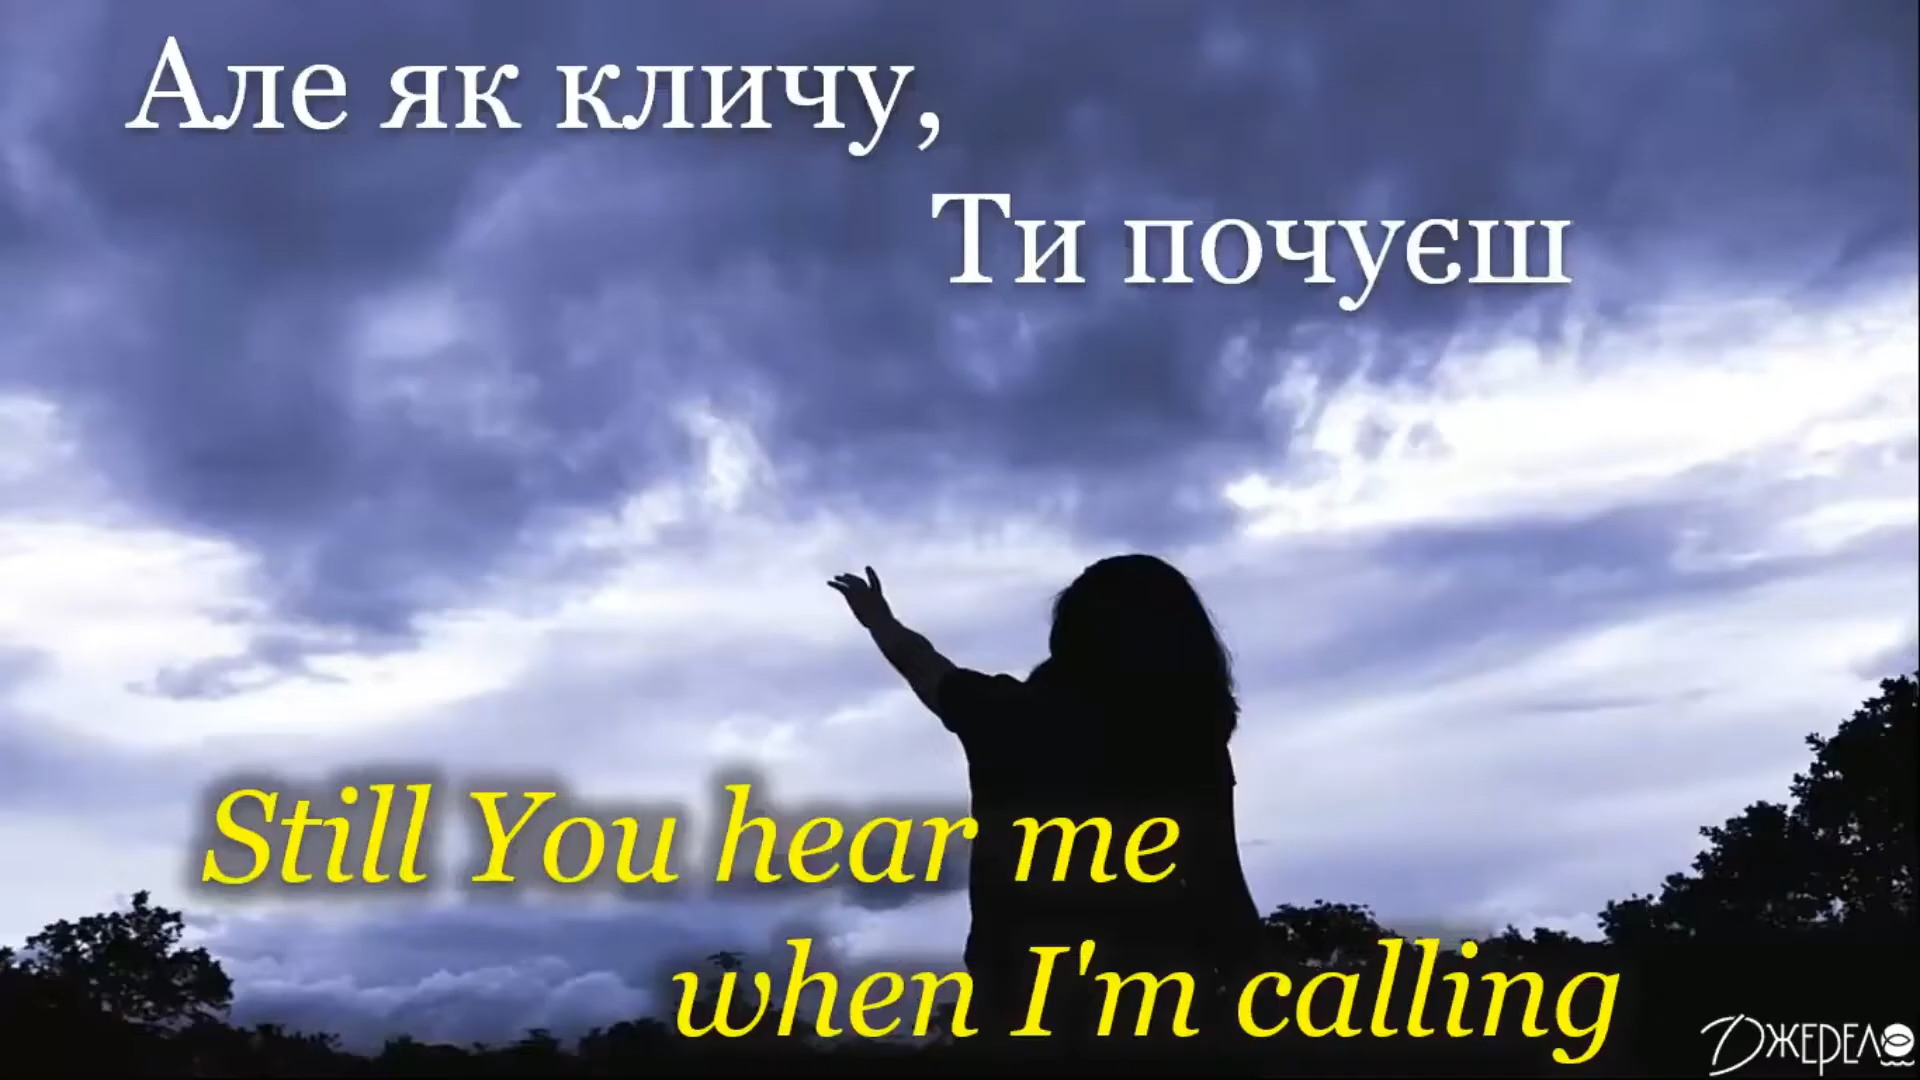 Але як кличу,
Ти почуєш
Still You hear me
when I'm calling
ДЖЕРЕЛО